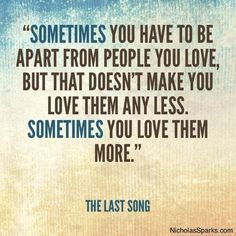 “SOMETIMES YOU HAVE TO BE
APART FROM PEOPLE YOU LOVE,
BUT THAT DOESN’T MAKE YOU
LOVE THEM ANY LESS.
SOMETIMES YOU LOVE THEM
MORE.”
THE LAST SONG
NicholasSparks.com